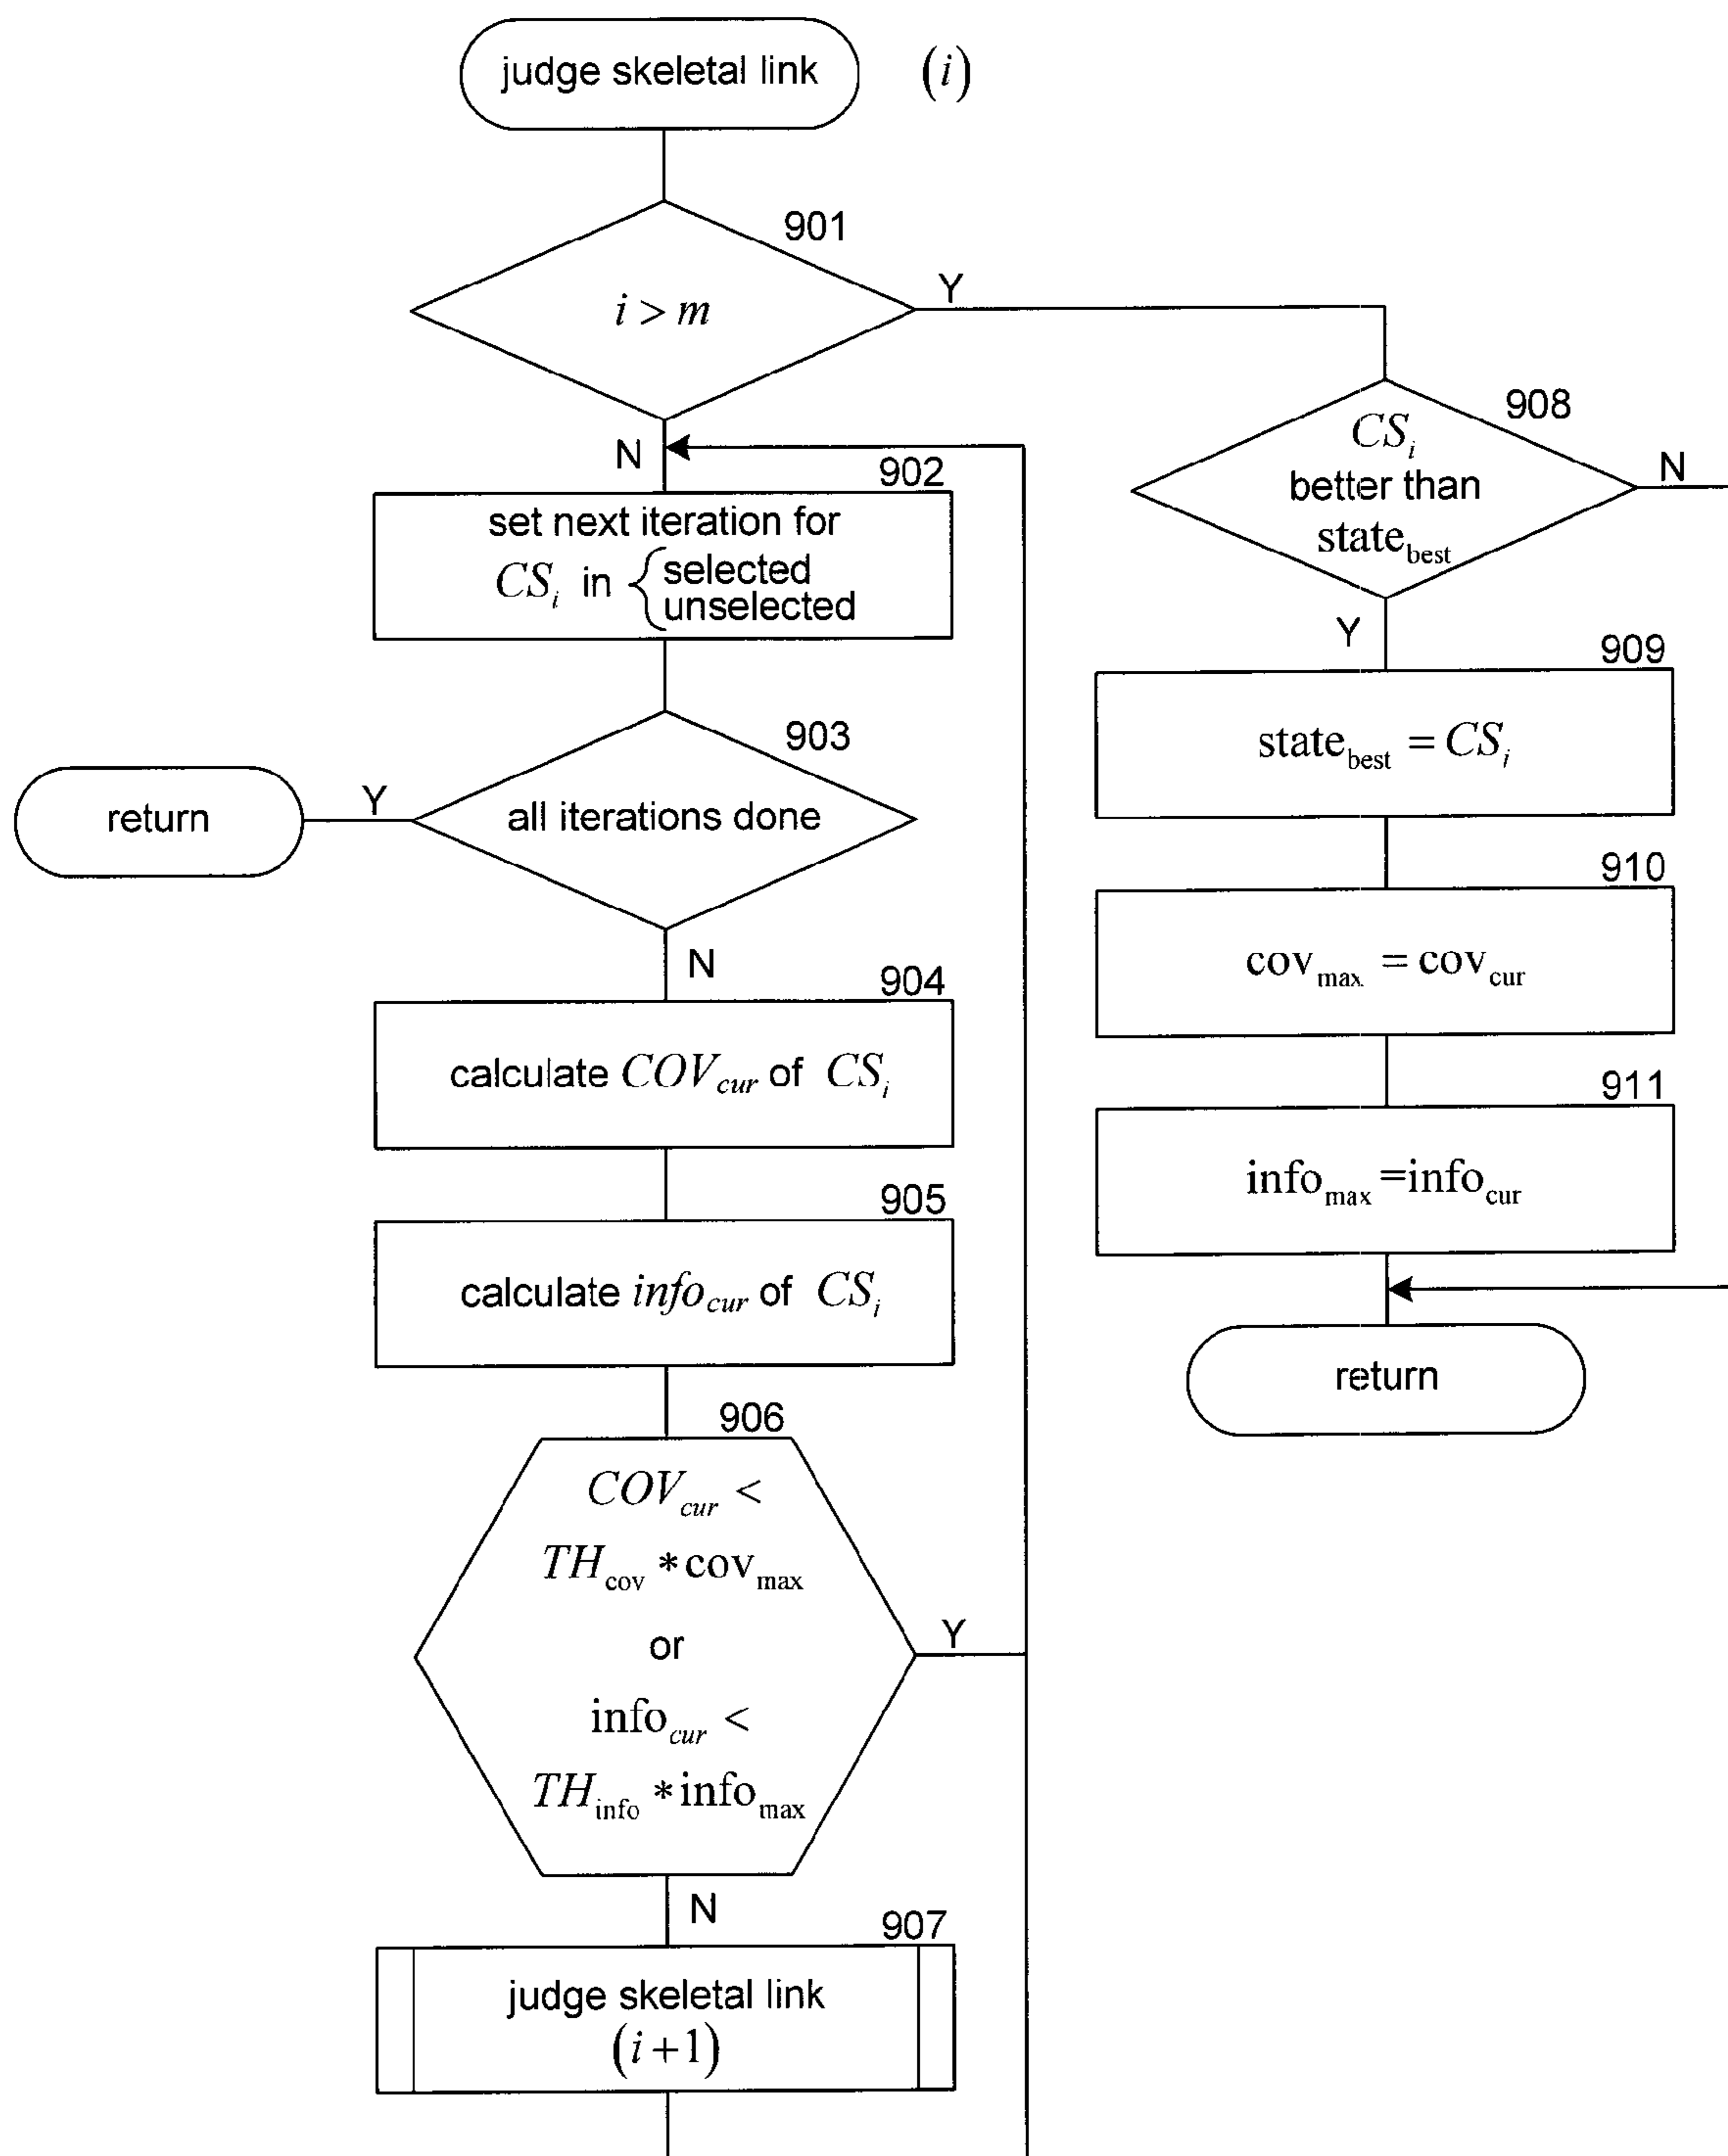 judge skeletal link (i)
901
i > m
Y
N
902
set next iteration for
CS_i in { selected
unselected
903
all iterations done
Y
return
N
904
calculate COV_cur of CS_i
905
calculate info_cur of CS_i
906
COV_cur <
TH_cov * cov_max
or
info_cur <
TH_info * info_max
Y
N
907
judge skeletal link
(i+1)
908
CS_i
better than
state_best
N
Y
909
state_best = CS_i
910
cov_max = cov_cur
911
info_max =info_cur
return